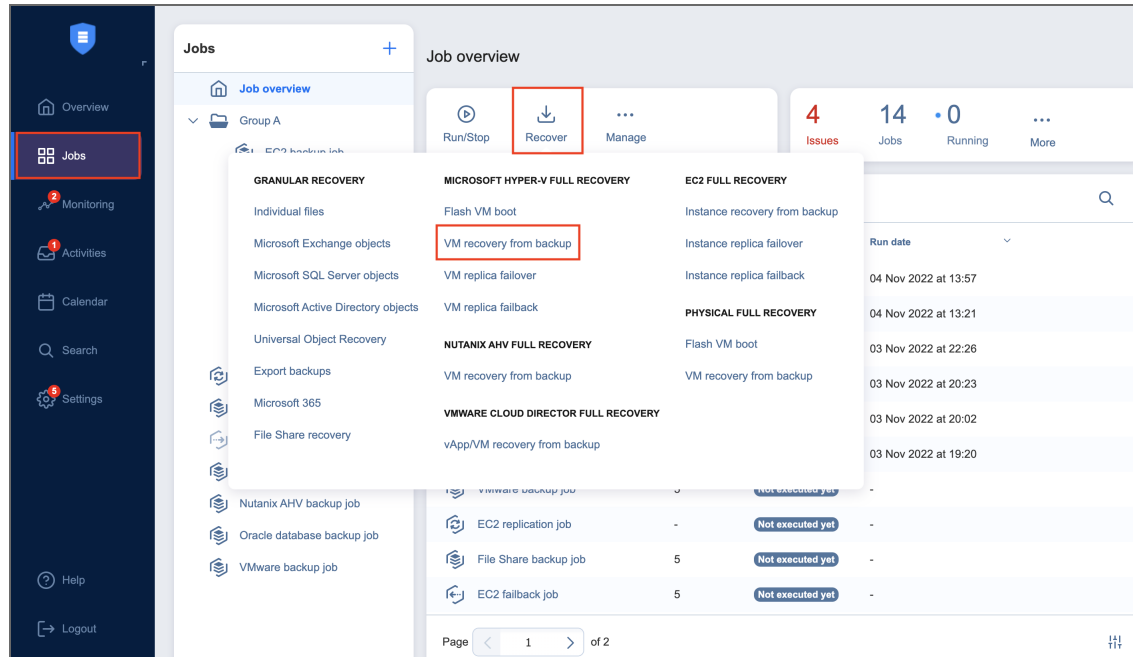 Overview
Jobs
2
Monitoring
1
Activities
Calendar
Search
5
Settings
Help
Logout
Jobs
+
Job overview
Group A
EC2 backup job
Nutanix AHV backup job
Oracle database backup job
VMware backup job
Job overview
Run/Stop
Recover
Manage
4
Issues
14
Jobs
0
Running
More
GRANULAR RECOVERY
Individual files
Microsoft Exchange objects
Microsoft SQL Server objects
Microsoft Active Directory objects
Universal Object Recovery
Export backups
Microsoft 365
File Share recovery
MICROSOFT HYPER-V FULL RECOVERY
Flash VM boot
VM recovery from backup
VM replica failover
VM replica failback
NUTANIX AHV FULL RECOVERY
VM recovery from backup
VMWARE CLOUD DIRECTOR FULL RECOVERY
vApp/VM recovery from backup
EC2 FULL RECOVERY
Instance recovery from backup
Instance replica failover
Instance replica failback
PHYSICAL FULL RECOVERY
Flash VM boot
VM recovery from backup
Run date
04 Nov 2022 at 13:57
04 Nov 2022 at 13:21
03 Nov 2022 at 22:26
03 Nov 2022 at 20:23
03 Nov 2022 at 20:02
03 Nov 2022 at 19:20
VMware backup job 5 Not executed yet -
EC2 replication job - Not executed yet -
File Share backup job 5 Not executed yet -
EC2 failback job 5 Not executed yet -
Page 1 of 2